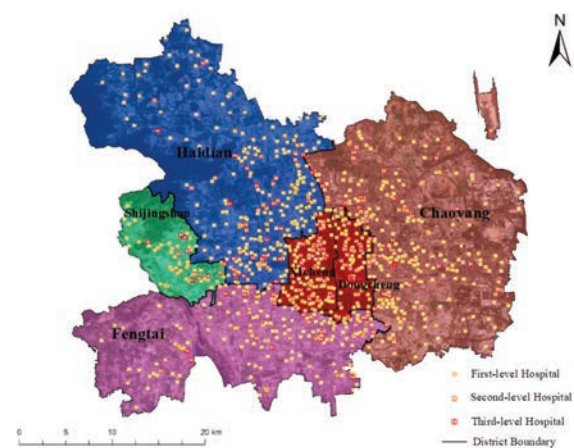 N
Haidian
Shijingshan
Chaoyang
Xicheng
Dongcheng
Fengtai
First-level Hospital
Second-level Hospital
Third-level Hospital
District Boundary
0 5 10 20 km